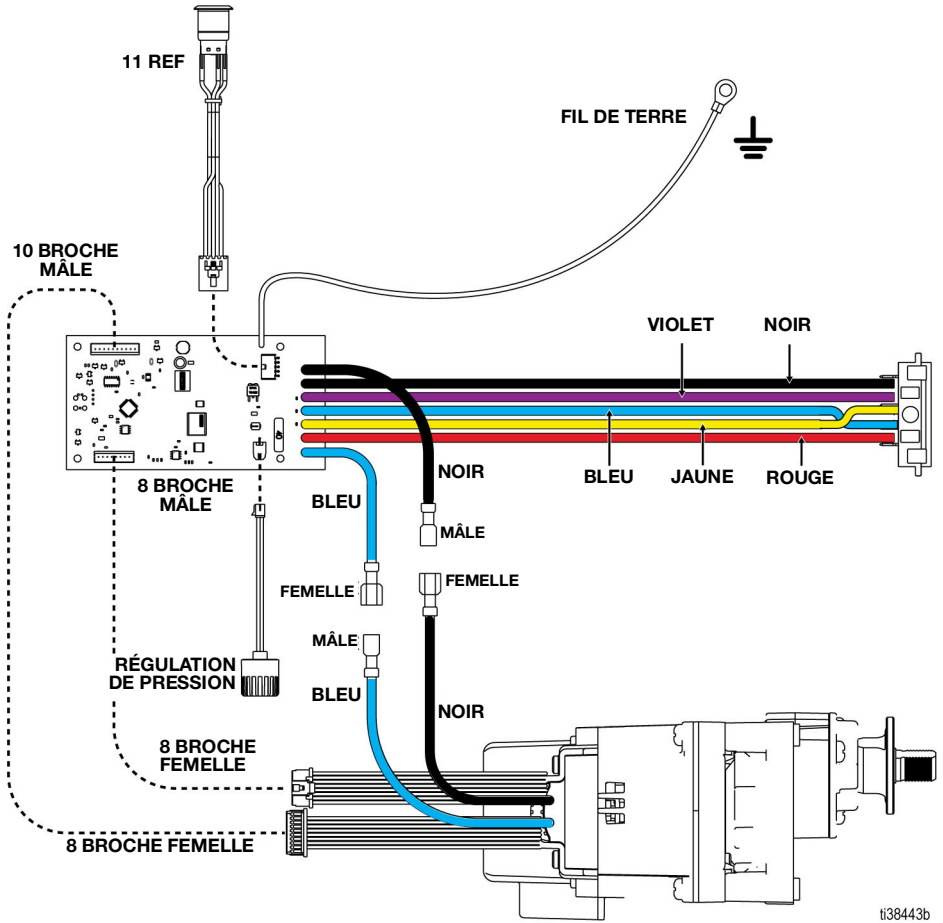 11 REF
FIL DE TERRE
10 BROCHE
MÂLE
VIOLET
NOIR
8 BROCHE
MÂLE
BLEU
NOIR
BLEU
JAUNE
ROUGE
MÂLE
FEMELLE
FEMELLE
MÂLE
RÉGULATION
DE PRESSION
BLEU
NOIR
8 BROCHE
FEMELLE
8 BROCHE FEMELLE
ti38443b